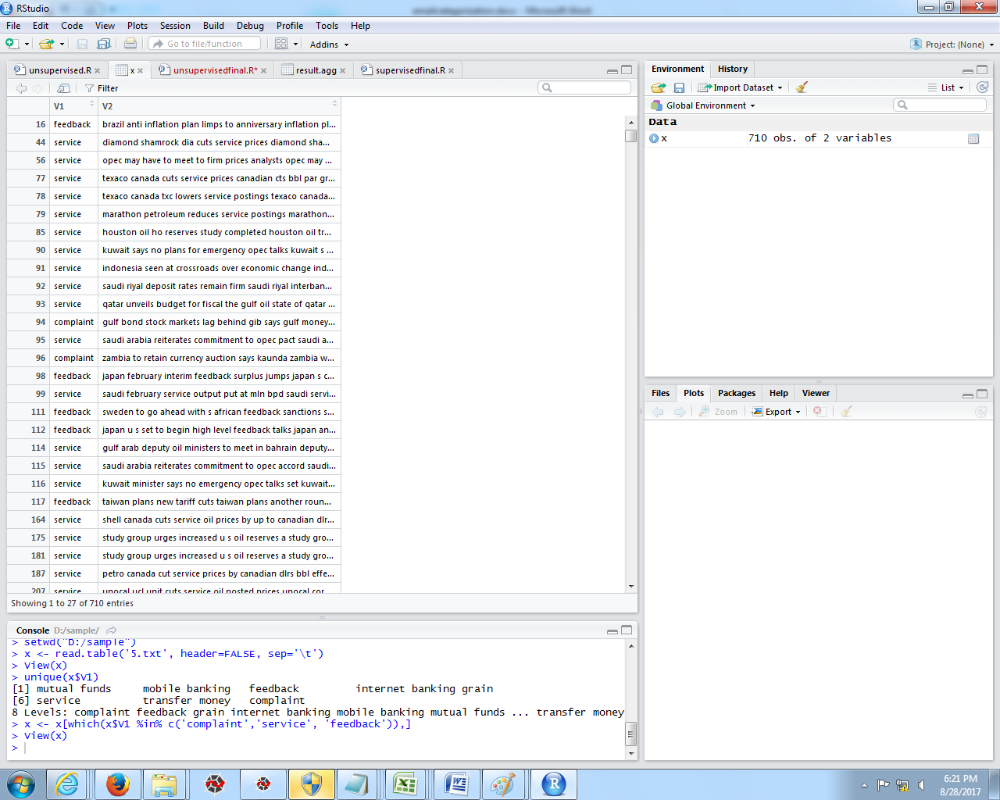 RStudio
File Edit Code View Plots Session Build Debug Profile Tools Help
Go to file/function Addins Project: (None)
unsupervised.R x unsupervisedfinal.R* result.agg supervisedfinal.R
Filter
V1 V2
16 feedback brazil anti inflation plan limps to anniversary inflation pl...
44 service diamond shamrock dia cuts service prices diamond sha...
56 service opec may have to meet to firm prices analysts opec may ...
77 service texaco canada cuts service prices canadian cts bbl par gr...
78 service texaco canada txc lowers service postings texaco canada...
79 service marathon petroleum reduces service postings marathon...
85 service houston oil ho reserves study completed houston oil tr...
90 service kuwait says no plans for emergency opec talks kuwait s ...
91 service indonesia seen at crossroads over economic change ind...
92 service saudi riyal deposit rates remain firm saudi riyal interban...
93 service qatar unveils budget for fiscal the gulf oil state of qatar ...
94 complaint gulf bond stock markets lag behind gib says gulf money...
95 service saudi arabia reiterates commitment to opec pact saudi a...
96 complaint zambia to retain currency auction says kaunda zambia w...
98 feedback japan february interim feedback surplus jumps japan s c...
99 service saudi february service output put at mln bpd saudi servi...
111 feedback sweden to go ahead with s african feedback sanctions s...
112 feedback japan u s set to begin high level feedback talks japan an...
114 service gulf arab deputy oil ministers to meet in bahrain deputy...
115 service saudi arabia reiterates commitment to opec accord saudi...
116 service kuwait minister says no emergency opec talks set kuwait...
117 feedback taiwan plans new tariff cuts taiwan plans another roun...
164 service shell canada cuts service oil prices by up to canadian dlr...
175 service study group urges increased u s oil reserves a study gro...
181 service study group urges increased u s oil reserves a study gro...
187 service petro canada cut service prices by canadian dlrs bbl effe...
207 service unocal ucl unit cuts service oil posted prices unocal cor...
Showing 1 to 27 of 710 entries
Console D:/sample/
> setwd("D:/sample")
> x <- read.table('5.txt', header=FALSE, sep='\t')
> View(x)
> unique(x$V1)
[1] mutual funds mobile banking feedback internet banking grain
[6] service transfer money complaint
8 Levels: complaint feedback grain internet banking mobile banking mutual funds ... transfer money
> x <- x[which(x$V1 %in% c('complaint','service', 'feedback')),]
> View(x)
>
Environment History
Import Dataset List
Global Environment
Data
x 710 obs. of 2 variables
Files Plots Packages Help Viewer
Zoom Export
6:21 PM
8/28/2017